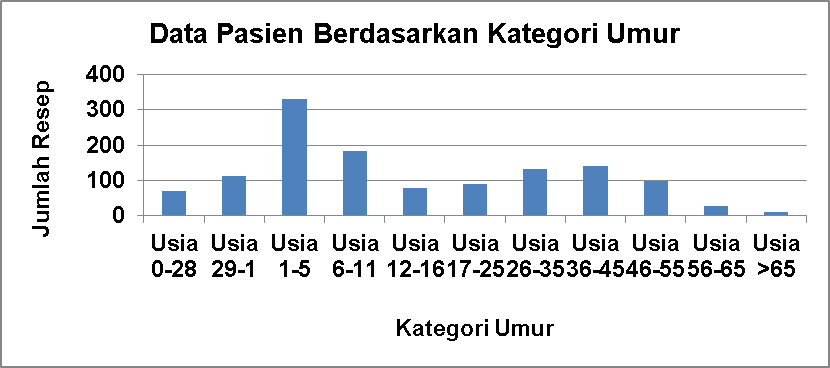 Data Pasien Berdasarkan Kategori Umur
Jumlah Resep
400
300
200
100
0
Usia Usia Usia Usia Usia Usia Usia Usia Usia Usia Usia
0-28 29-1 1-5 6-11 12-16 17-25 26-35 36-45 46-55 56-65 >65
Kategori Umur